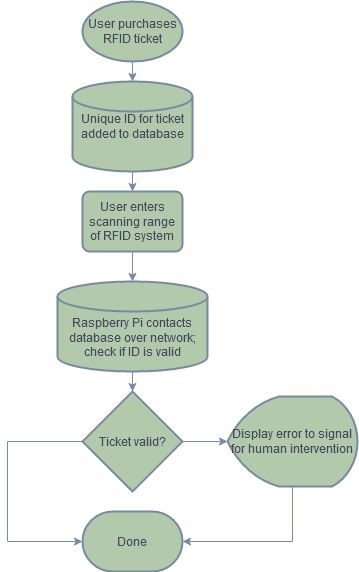 User purchases
RFID ticket
Unique ID for ticket
added to database
User enters
scanning range
of RFID system
Raspberry Pi contacts
database over network;
check if ID is valid
Ticket valid?
Display error to signal
for human intervention
Done